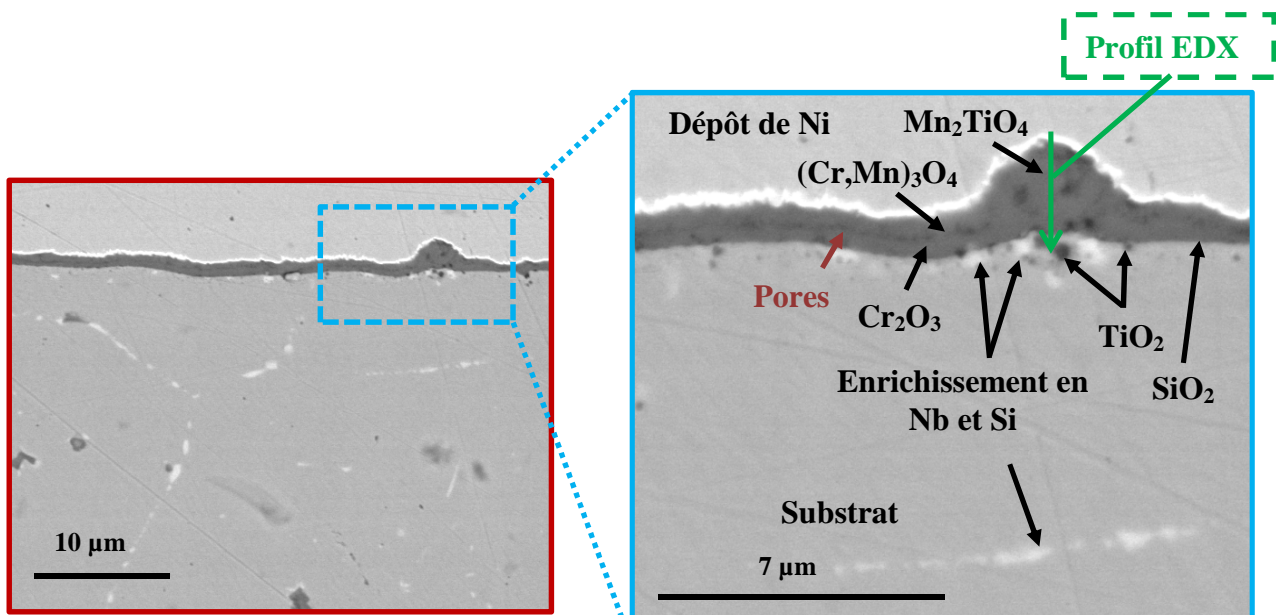 Profil EDX
Dépôt de Ni
Mn₂TiO₄
(Cr,Mn)₃O₄
Pores
Cr₂O₃
TiO₂
Enrichissement en
Nb et Si
SiO₂
Substrat
10 µm
7 µm